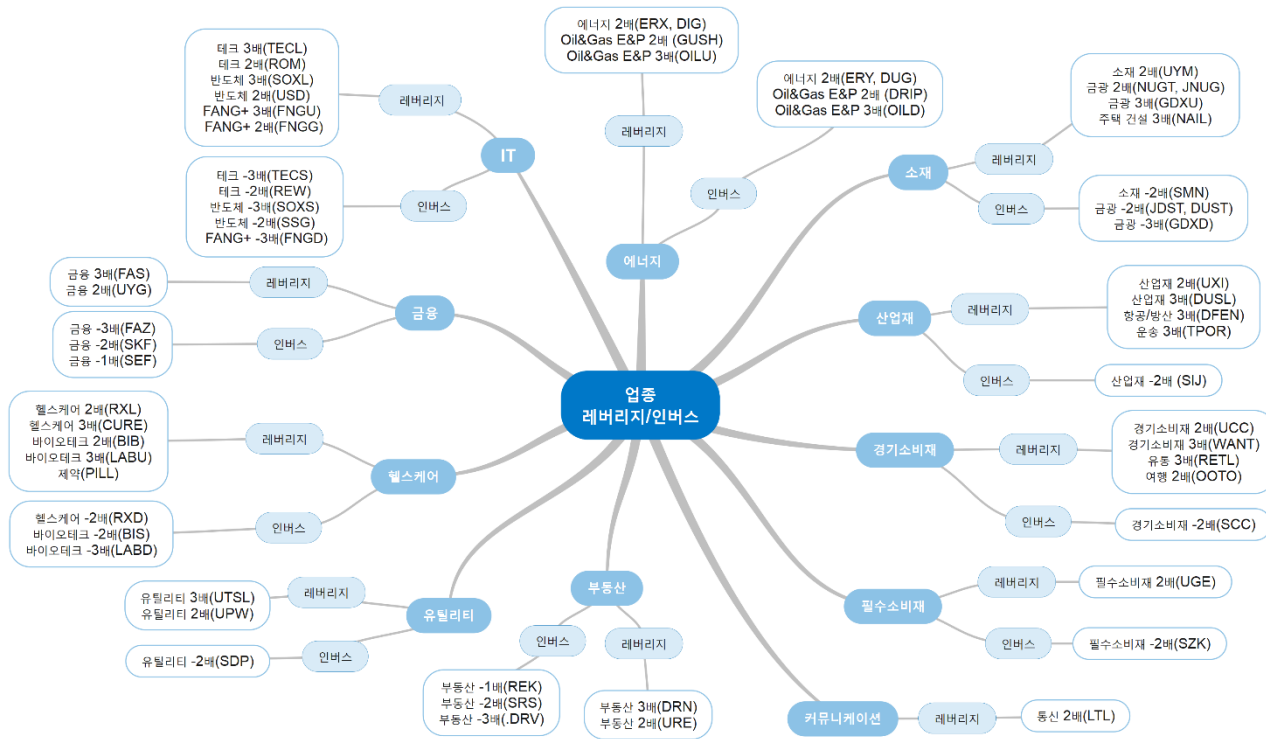 업종
레버리지/인버스
IT
레버리지
테크 3배(TECL)
테크 2배(ROM)
반도체 3배(SOXL)
반도체 2배(USD)
FANG+ 3배(FNGU)
FANG+ 2배(FNGG)
인버스
테크 -3배(TECS)
테크 -2배(REW)
반도체 -3배(SOXS)
반도체 -2배(SSG)
FANG+ -3배(FNGD)
에너지
레버리지
에너지 2배(ERX, DIG)
Oil&Gas E&P 2배 (GUSH)
Oil&Gas E&P 3배(OILU)
인버스
에너지 2배(ERY, DUG)
Oil&Gas E&P 2배 (DRIP)
Oil&Gas E&P 3배(OILD)
소재
레버리지
소재 2배(UYM)
금광 2배(NUGT, JNUG)
금광 3배(GDXU)
주택 건설 3배(NAIL)
인버스
소재 -2배(SMN)
금광 -2배(JDST, DUST)
금광 -3배(GDXD)
금융
레버리지
금융 3배(FAS)
금융 2배(UYG)
인버스
금융 -3배(FAZ)
금융 -2배(SKF)
금융 -1배(SEF)
산업재
레버리지
산업재 2배(UXI)
산업재 3배(DUSL)
항공/방산 3배(DFEN)
운송 3배(TPOR)
인버스
산업재 -2배 (SIJ)
헬스케어
레버리지
헬스케어 2배(RXL)
헬스케어 3배(CURE)
바이오테크 2배(BIB)
바이오테크 3배(LABU)
제약(PILL)
인버스
헬스케어 -2배(RXD)
바이오테크 -2배(BIS)
바이오테크 -3배(LABD)
경기소비재
레버리지
경기소비재 2배(UCC)
경기소비재 3배(WANT)
유통 3배(RETL)
여행 2배(OOTO)
인버스
경기소비재 -2배(SCC)
유틸리티
레버리지
유틸리티 3배(UTSL)
유틸리티 2배(UPW)
인버스
유틸리티 -2배(SDP)
부동산
인버스
부동산 -1배(REK)
부동산 -2배(SRS)
부동산 -3배(.DRV)
레버리지
부동산 3배(DRN)
부동산 2배(URE)
필수소비재
레버리지
필수소비재 2배(UGE)
인버스
필수소비재 -2배(SZK)
커뮤니케이션
레버리지
통신 2배(LTL)